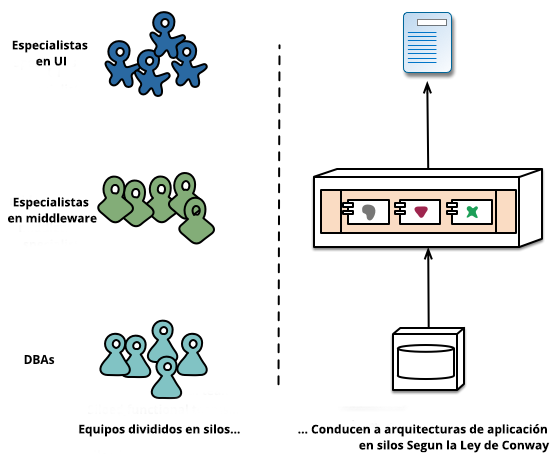 Especialistas
en UI
Especialistas
en middleware
DBAs
Equipos divididos en silos...
... Conducen a arquitecturas de aplicación
en silos Segun la Ley de Conway